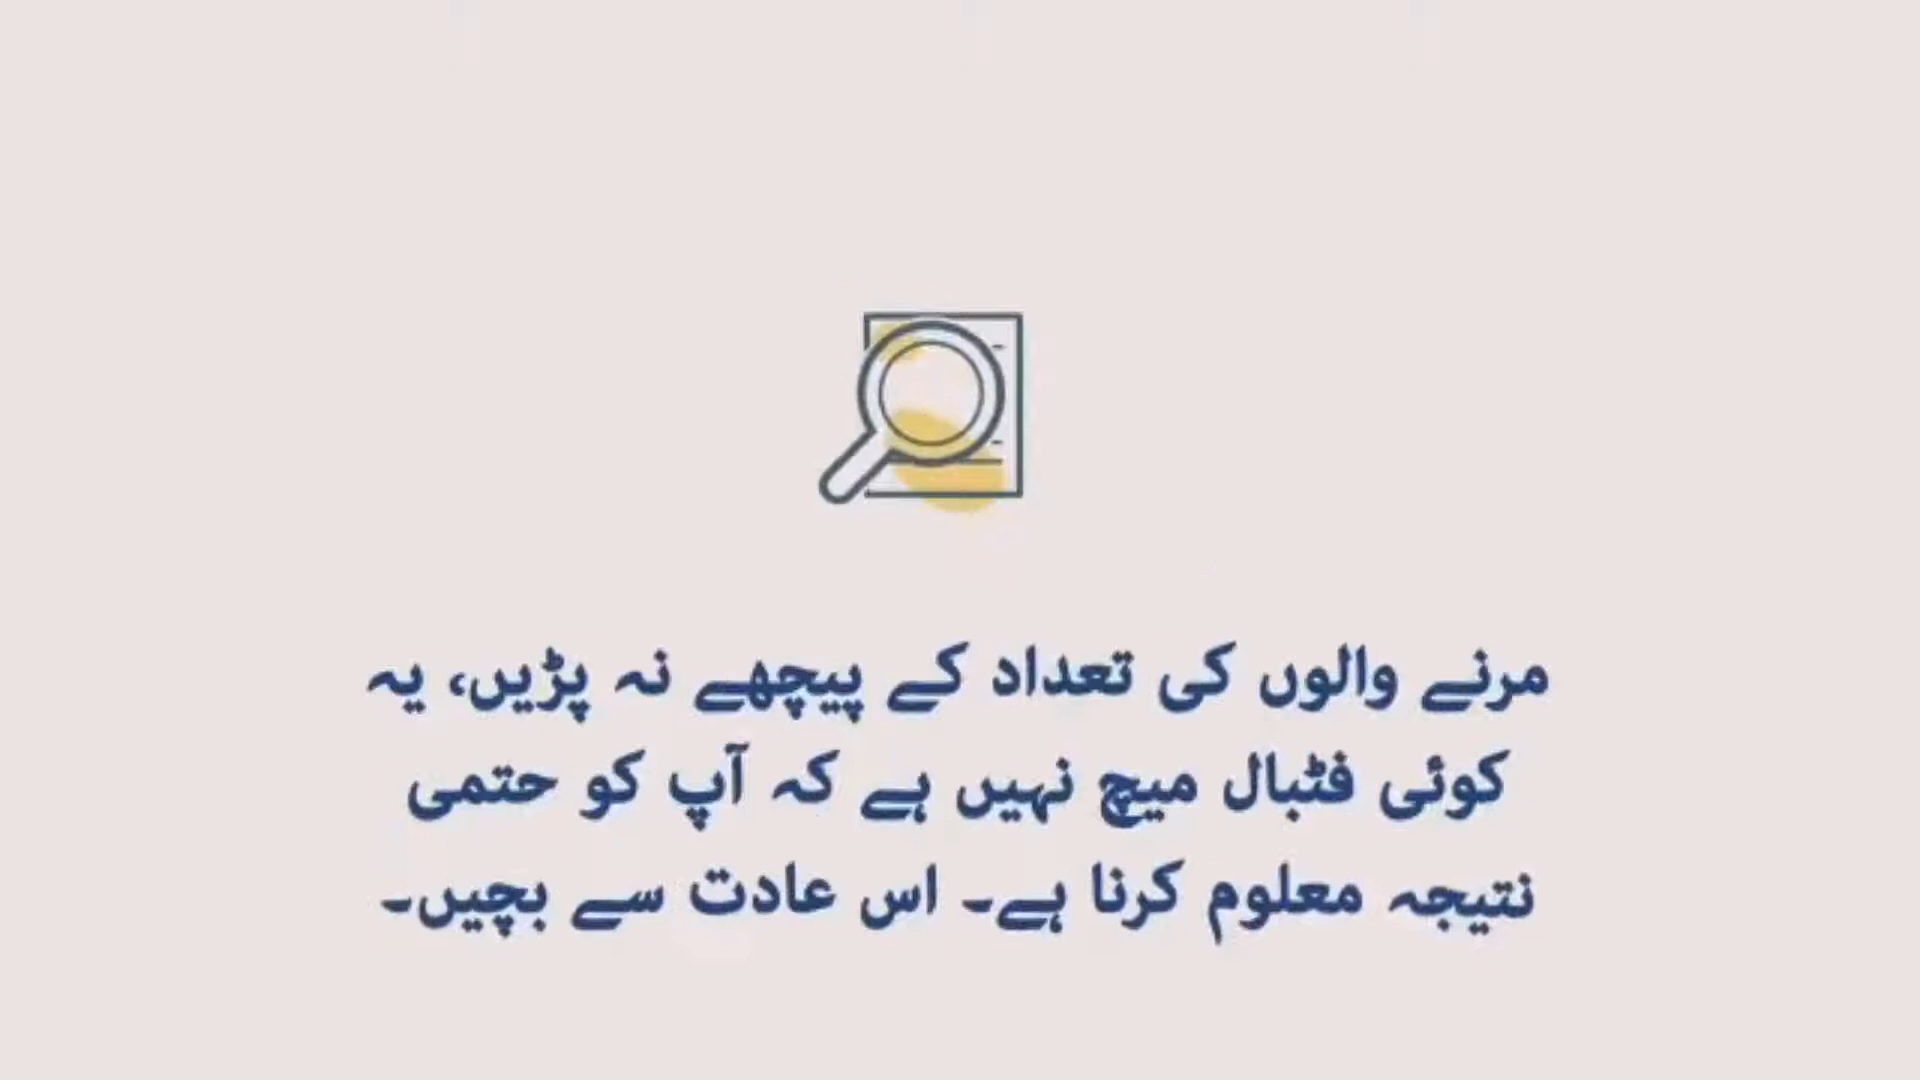 مرنے والوں کی تعداد کے پیچھے نہ پڑیں، یہ
کوئی فٹبال میچ نہیں ہے کہ آپ کو حتمی
نتیجہ معلوم کرنا ہے۔ اس عادت سے بچیں۔